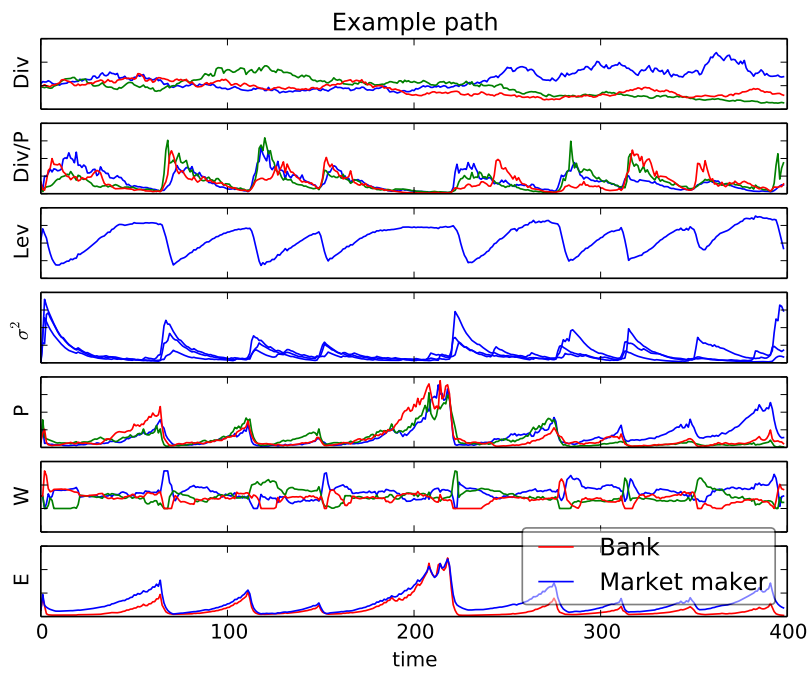 Example path
Div
Div/P
Lev
σ²
P
W
E
Bank
Market maker
0 100 200 300 400
time